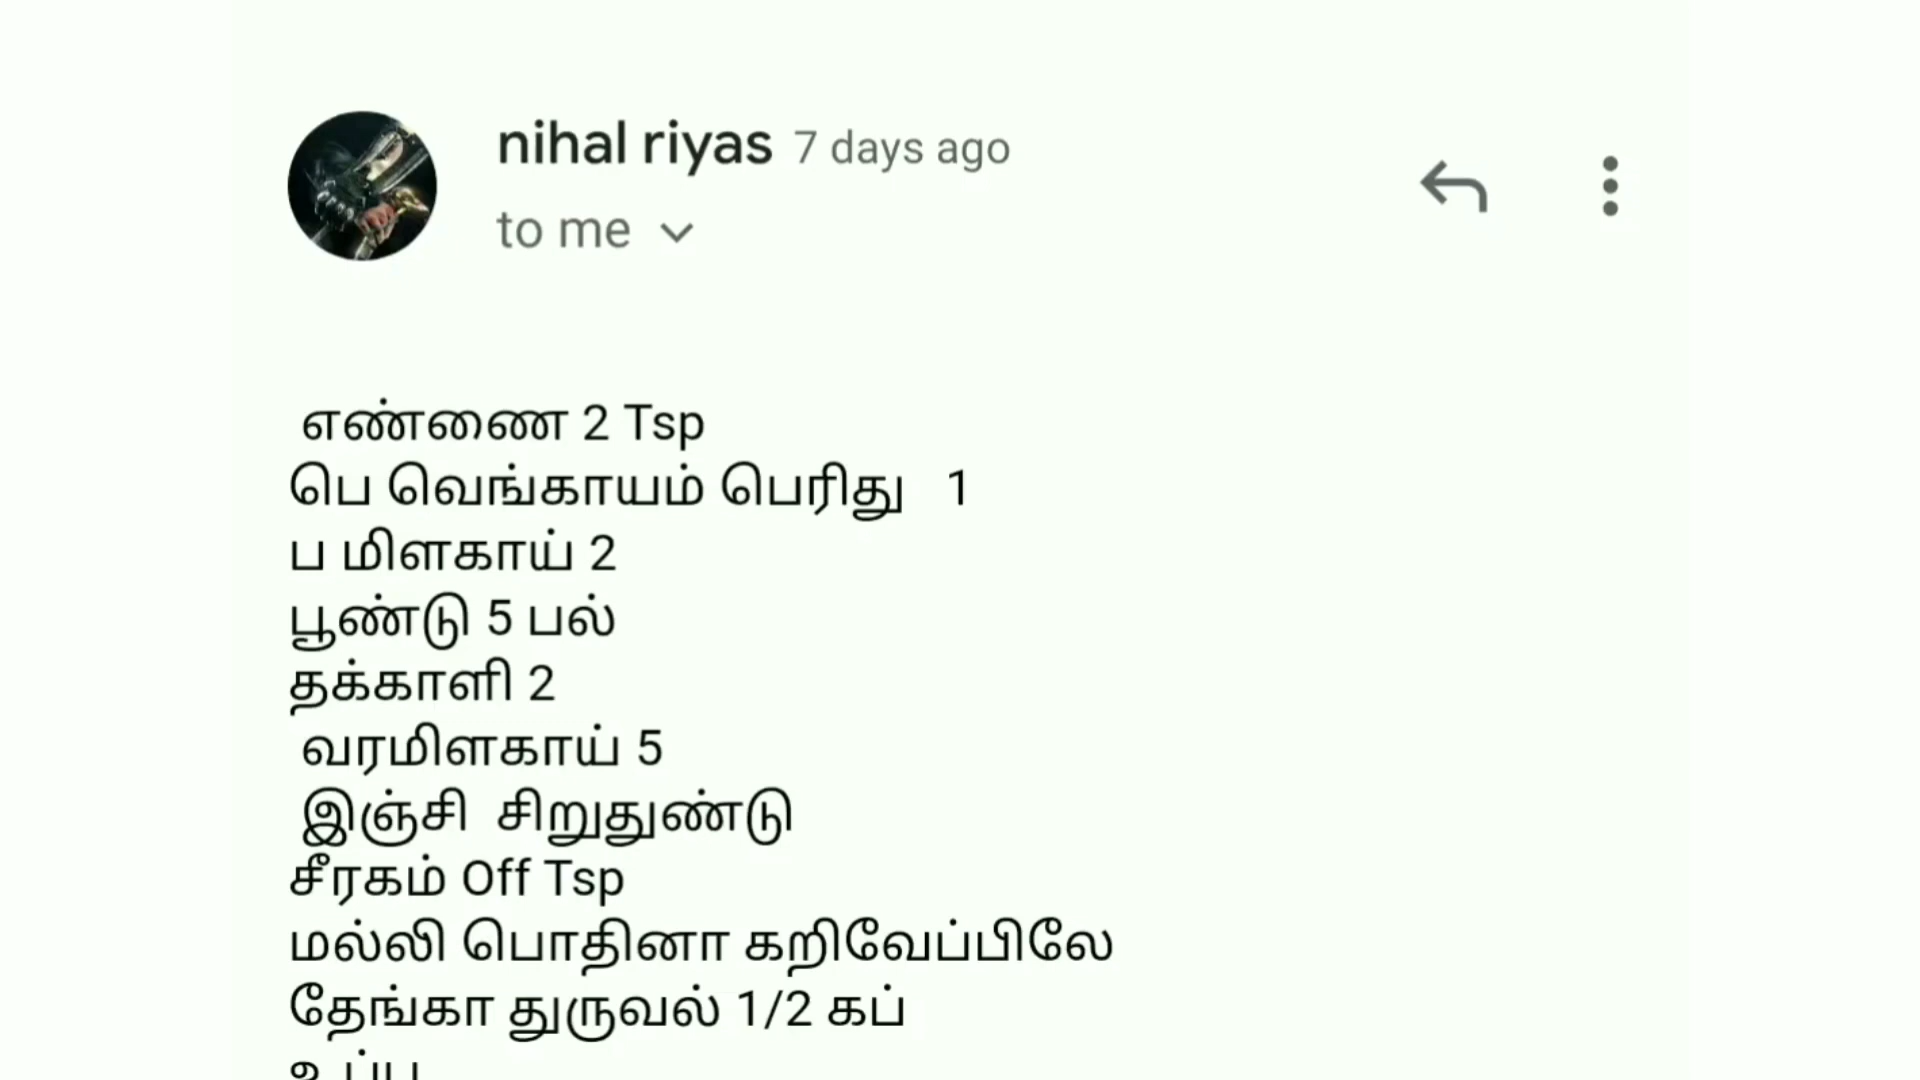 nihal riyas 7 days ago
to me
எண்ணை 2 Tsp
பெ வெங்காயம் பெரிது 1
ப மிளகாய் 2
பூண்டு 5 பல்
தக்காளி 2
வரமிளகாய் 5
இஞ்சி சிறுதுண்டு
சீரகம் Off Tsp
மல்லி பொதினா கறிவேப்பிலே
தேங்கா துருவல் 1/2 கப்